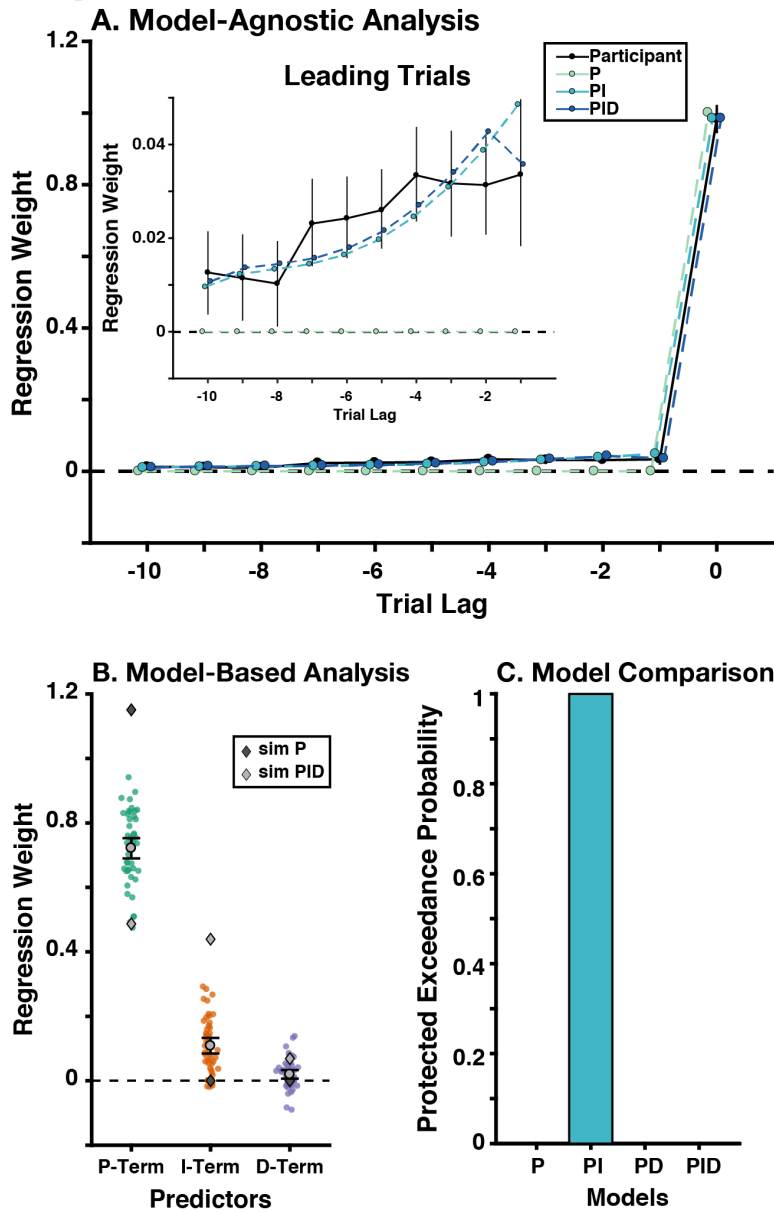 A. Model-Agnostic Analysis
1.2
0.8
0.4
0
Regression Weight
-10
-8
-6
-4
-2
0
Trial Lag
Participant
P
PI
PID
Leading Trials
0.04
0.02
0
Regression Weight
-10
-8
-6
-4
-2
Trial Lag
B. Model-Based Analysis
1.2
0.8
0.4
0
Regression Weight
sim P
sim PID
P-Term
I-Term
D-Term
Predictors
C. Model Comparison
1
0.8
0.6
0.4
0.2
0
Protected Exceedance Probability
P
PI
PD
PID
Models